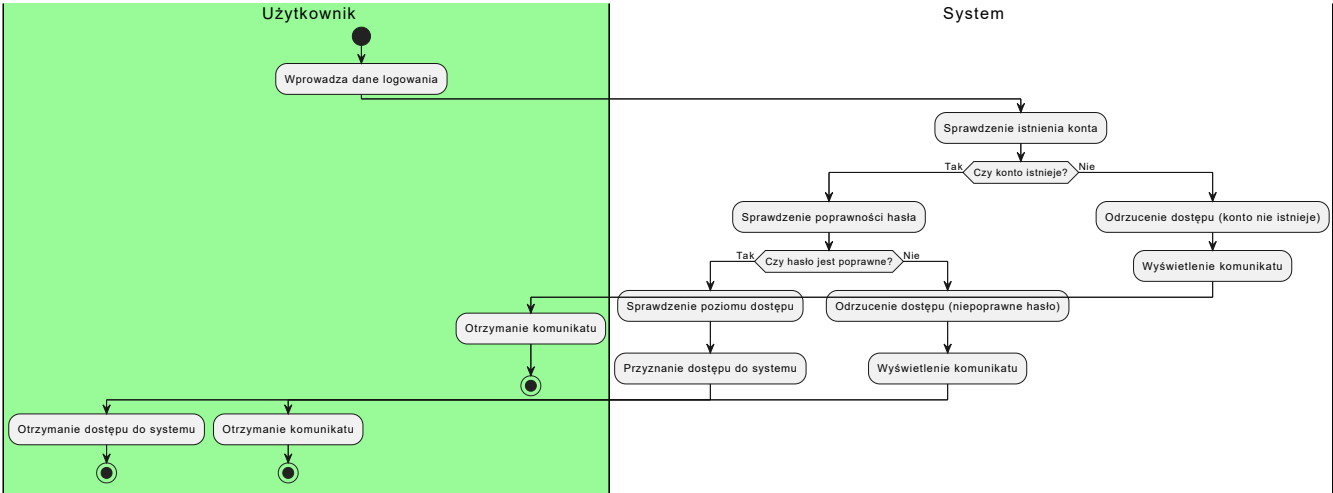 Użytkownik
System
Wprowadza dane logowania
Sprawdzenie istnienia konta
Tak
Czy konto istnieje?
Nie
Sprawdzenie poprawności hasła
Odrzucenie dostępu (konto nie istnieje)
Tak
Czy hasło jest poprawne?
Nie
Wyświetlenie komunikatu
Sprawdzenie poziomu dostępu
Odrzucenie dostępu (niepoprawne hasło)
Otrzymanie komunikatu
Przyznanie dostępu do systemu
Wyświetlenie komunikatu
Otrzymanie dostępu do systemu
Otrzymanie komunikatu